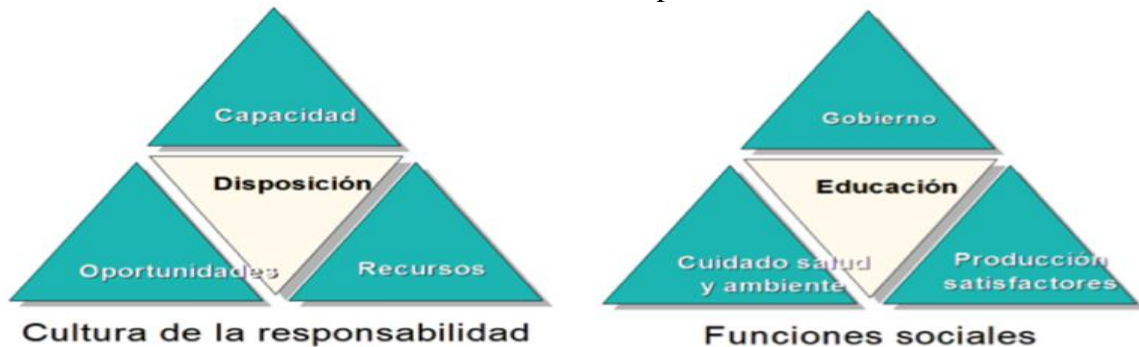 Capacidad
Disposición
Oportunidades
Recursos
Cultura de la responsabilidad
Gobierno
Educación
Cuidado salud
y ambiente
Producción
satisfactores
Funciones sociales